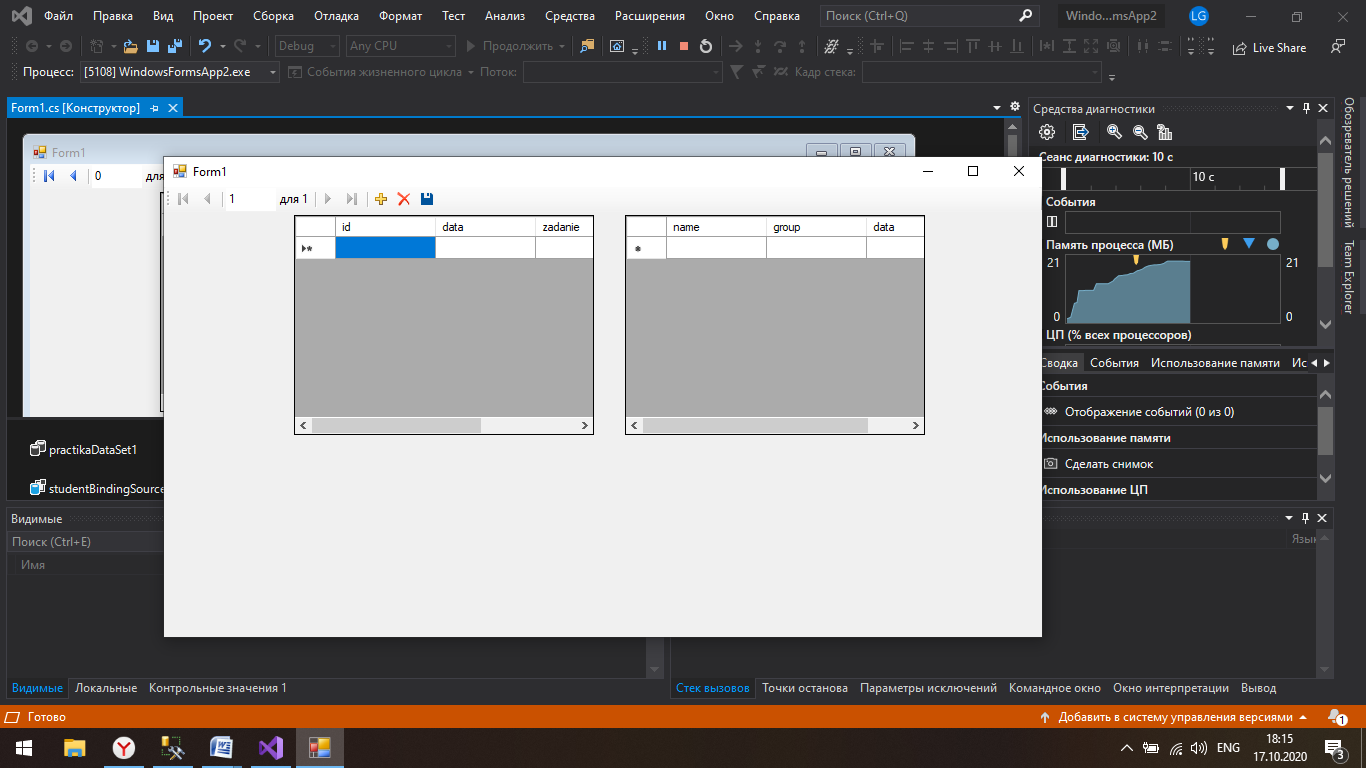 Файл Правка Вид Проект Сборка Отладка Формат Тест Анализ Средства Расширения Окно Справка Поиск (Ctrl+Q) Windo...msApp2 LG
Debug Any CPU Продолжить Live Share
Процесс: [5108] WindowsFormsApp2.exe События жизненного цикла Поток: Кадр стека:
Form1.cs [Конструктор]
Form1
0 для
Form1
1 для 1
id data zadanie
name group data
practikaDataSet1
studentBindingSource
Средства диагностики
Сеанс диагностики: 10 с
10 с
События
Память процесса (МБ)
21 21
0 0
ЦП (% всех процессоров)
Сводка События Использование памяти Ис
События
Отображение событий (0 из 0)
Использование памяти
Сделать снимок
Использование ЦП
Обозреватель решений
Team Explorer
Видимые
Поиск (Ctrl+E)
Имя
Язык
Видимые Локальные Контрольные значения 1
Стек вызовов Точки останова Параметры исключений Командное окно Окно интерпретации Вывод
Готово Добавить в систему управления версиями 1
ENG 18:15
17.10.2020 3